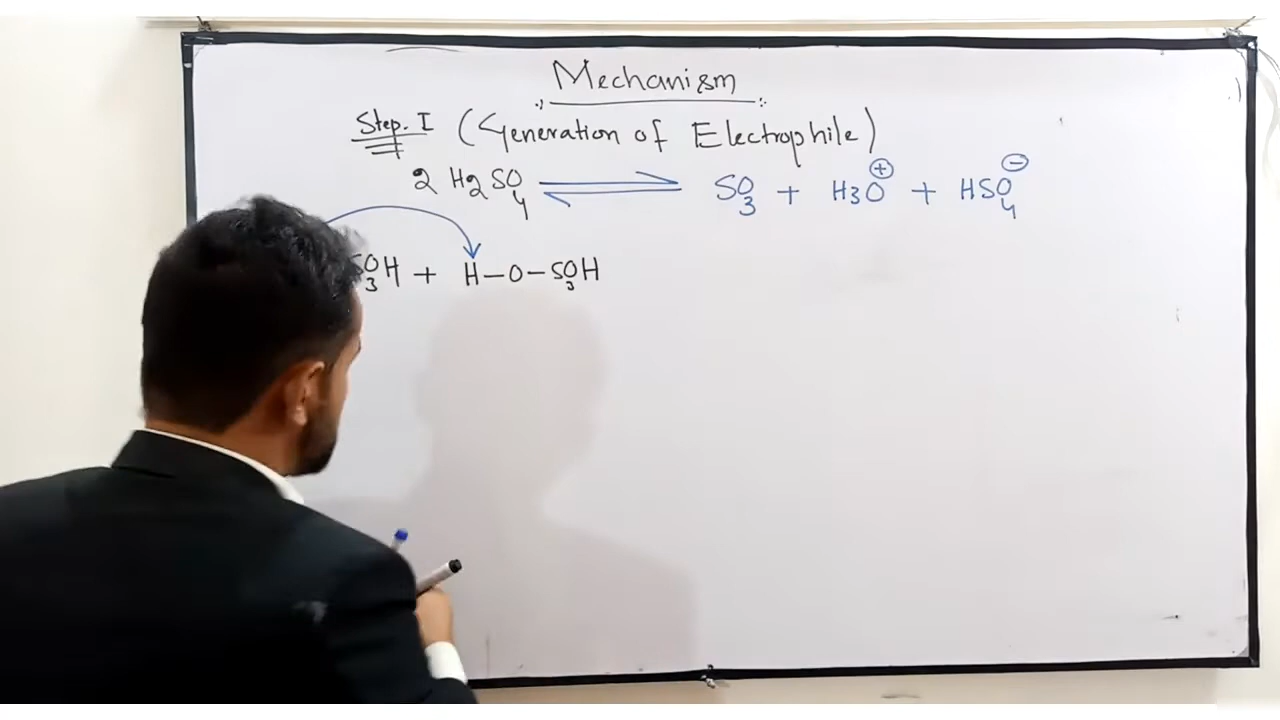 Mechanism
Step. I (Generation of Electrophile)
2 H₂SO₄ ⇌ SO₃ + H₃O⊕ + HSO₄⊖
SO₃H + H–O–SO₃H